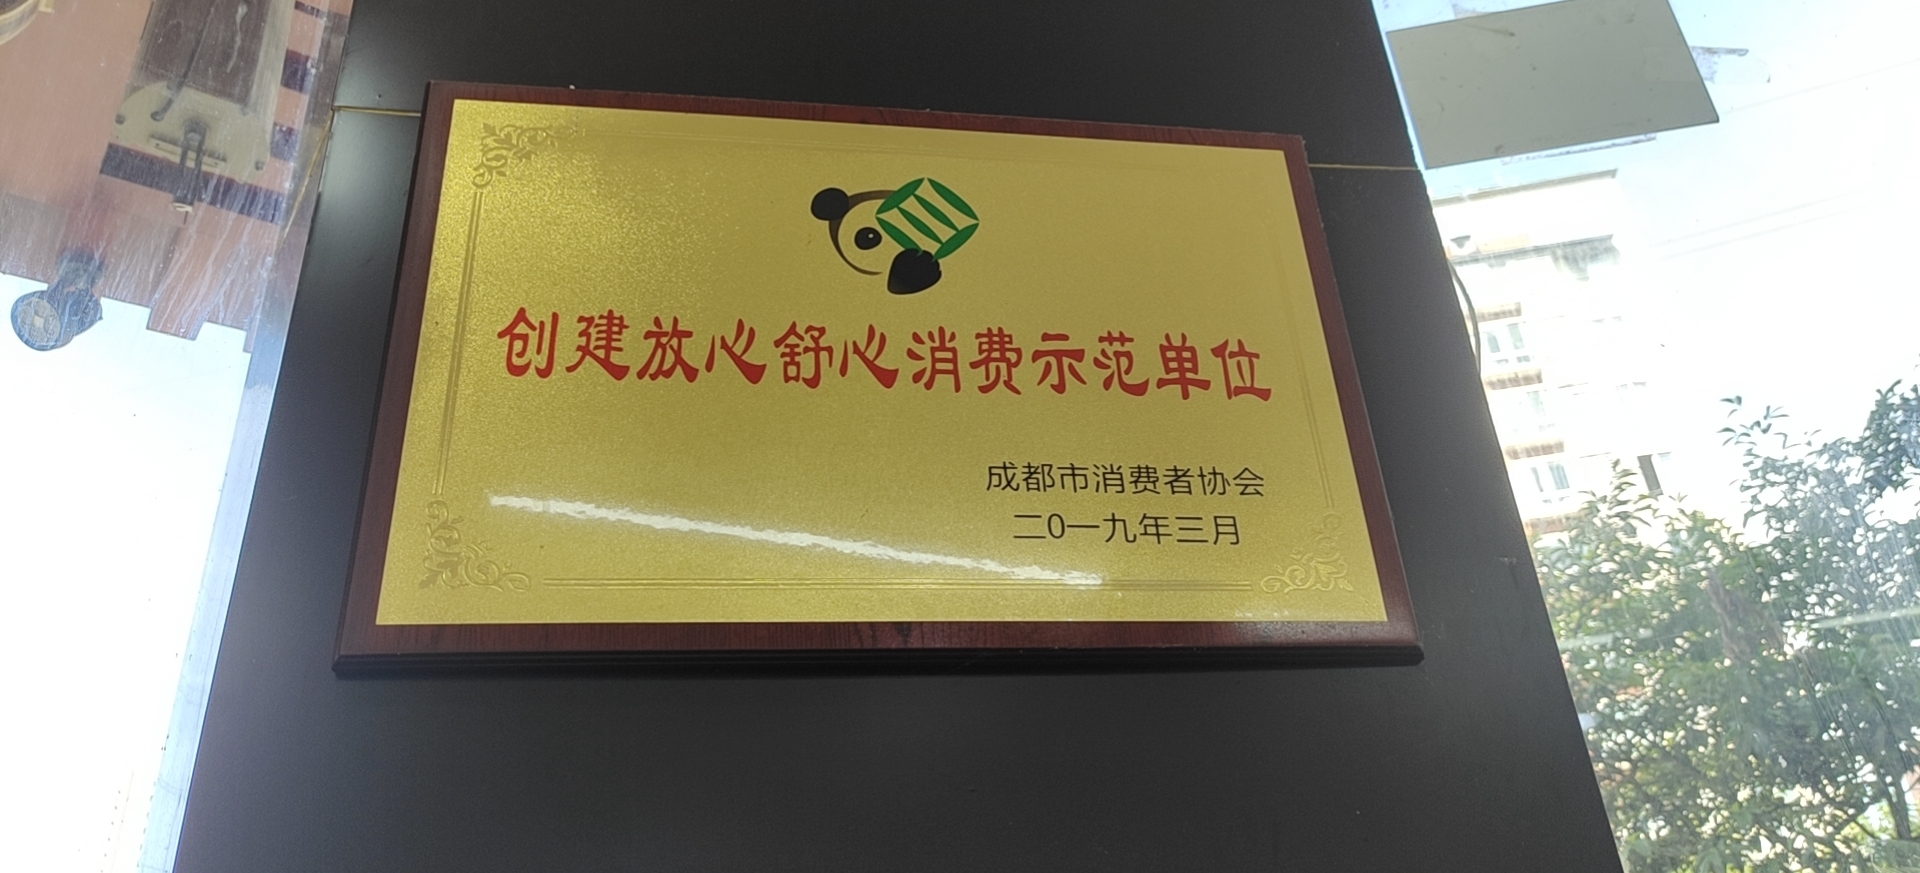 创建放心舒心消费示范单位
成都市消费者协会
二0一九年三月